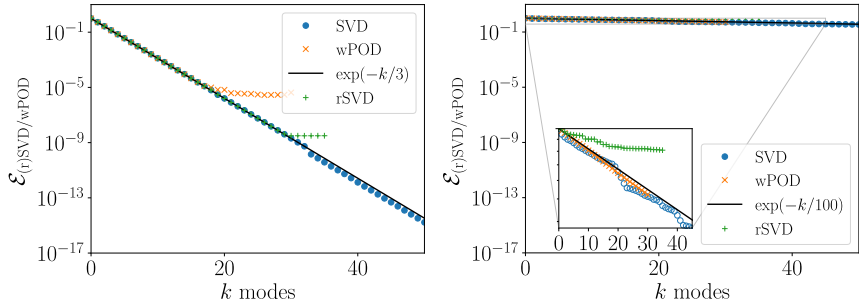 10⁻¹
10⁻⁵
10⁻⁹
10⁻¹³
10⁻¹⁷
ℰ(r)SVD/wPOD
SVD
wPOD
exp(−k/3)
rSVD
0 20 40
k modes
10⁻¹
10⁻⁵
10⁻⁹
10⁻¹³
10⁻¹⁷
ℰ(r)SVD/wPOD
0 10 20 30 40
SVD
wPOD
exp(−k/100)
rSVD
0 20 40
k modes